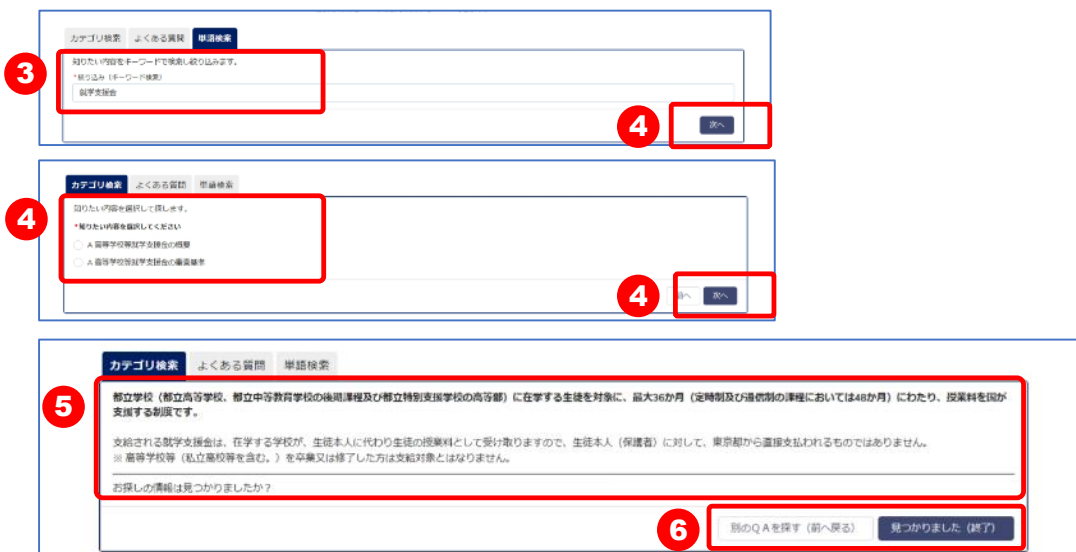 カテゴリ検索 よくある質問 単語検索
3
知りたい内容をキーワードで検索し絞り込みます。
*絞り込み（キーワード検索）
就学支援金
4
次へ
カテゴリ検索 よくある質問 単語検索
4
知りたい内容を選択して探します。
*知りたい内容を選択してください
A 高等学校等就学支援金の概要
A 高等学校等就学支援金の審査基準
4
前へ 次へ
カテゴリ検索 よくある質問 単語検索
5
都立学校（都立高等学校、都立中等教育学校の後期課程及び都立特別支援学校の高等部）に在学する生徒を対象に、最大36か月（定時制及び通信制の課程においては48か月）にわたり、授業料を国が
支援する制度です。
支給される就学支援金は、在学する学校が、生徒本人に代わり生徒の授業料として受け取りますので、生徒本人（保護者）に対して、東京都から直接支払われるものではありません。
※ 高等学校等（私立高校等を含む。）を卒業又は修了した方は支給対象とはなりません。
お探しの情報は見つかりましたか？
6
別のＱＡを探す（前へ戻る） 見つかりました（終了）